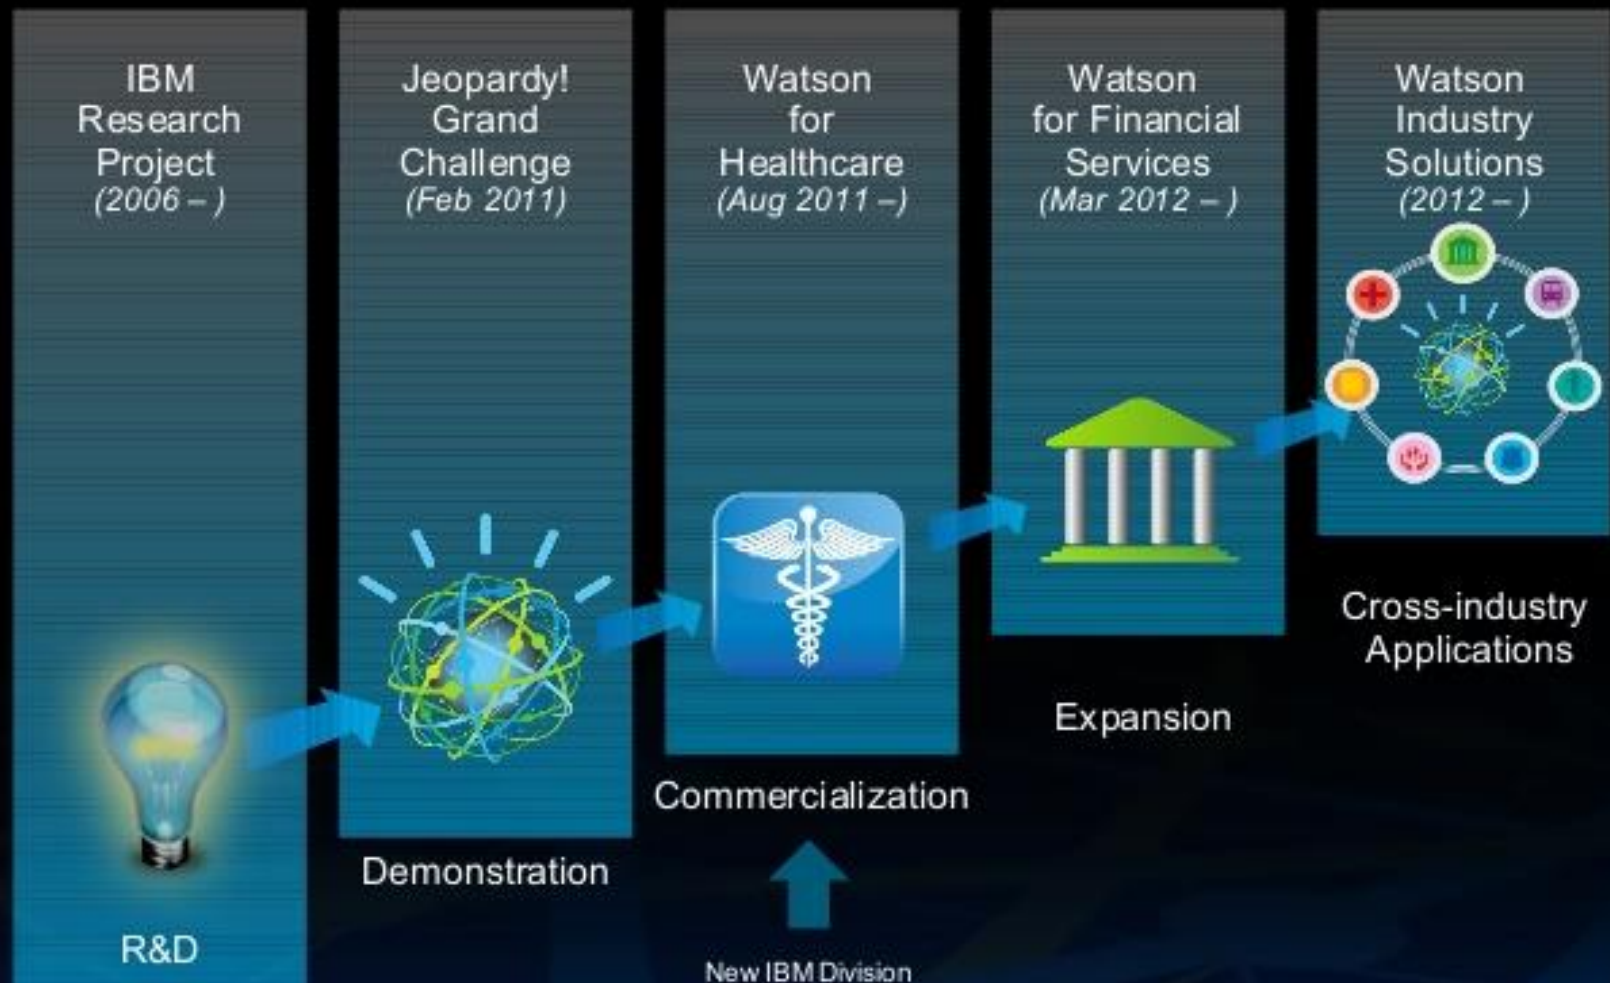 IBM
Research
Project
(2006 – )
Jeopardy!
Grand
Challenge
(Feb 2011)
Watson
for
Healthcare
(Aug 2011 –)
Watson
for Financial
Services
(Mar 2012 – )
Watson
Industry
Solutions
(2012 – )
R&D
Demonstration
Commercialization
New IBM Division
Expansion
Cross-industry
Applications